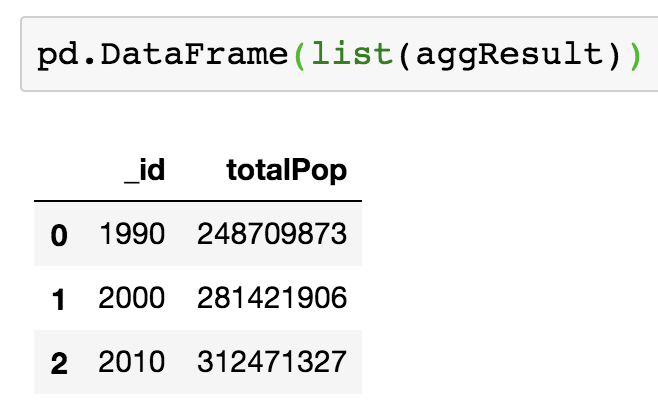 pd.DataFrame(list(aggResult))
_id totalPop
0 1990 248709873
1 2000 281421906
2 2010 312471327